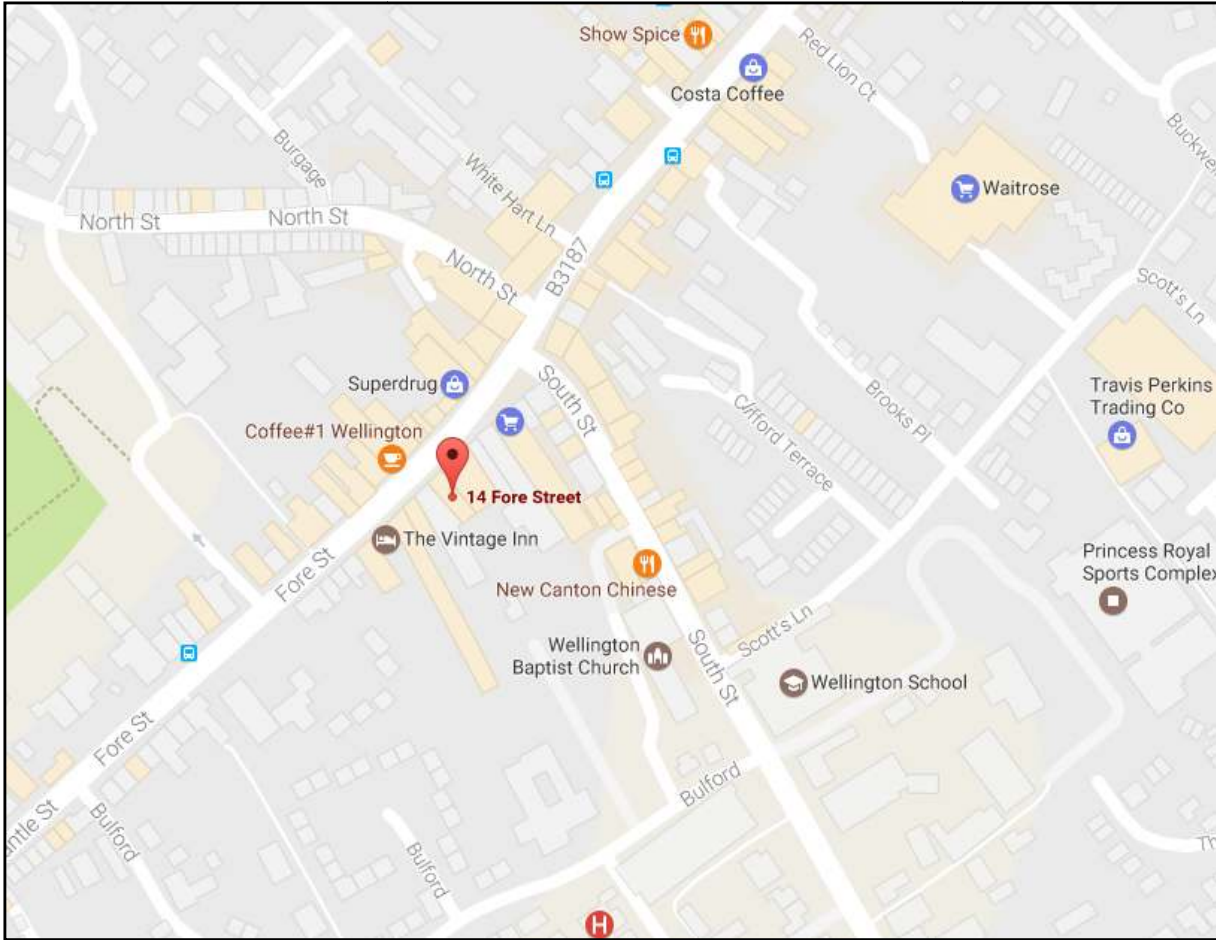 Show Spice
Costa Coffee
Red Lion Ct
Burgage
White Hart Ln
Waitrose
North St
North St
B3187
North St
Scott's Ln
Superdrug
South St
Travis Perkins
Trading Co
Coffee#1 Wellington
Clifford Terrace
Brooks Pl
14 Fore Street
The Vintage Inn
Fore St
New Canton Chinese
Princess Royal
Sports Complex
Scott's Ln
Wellington
Baptist Church
South St
Wellington School
Fore St
Bulford
Bulford
Bulford
H